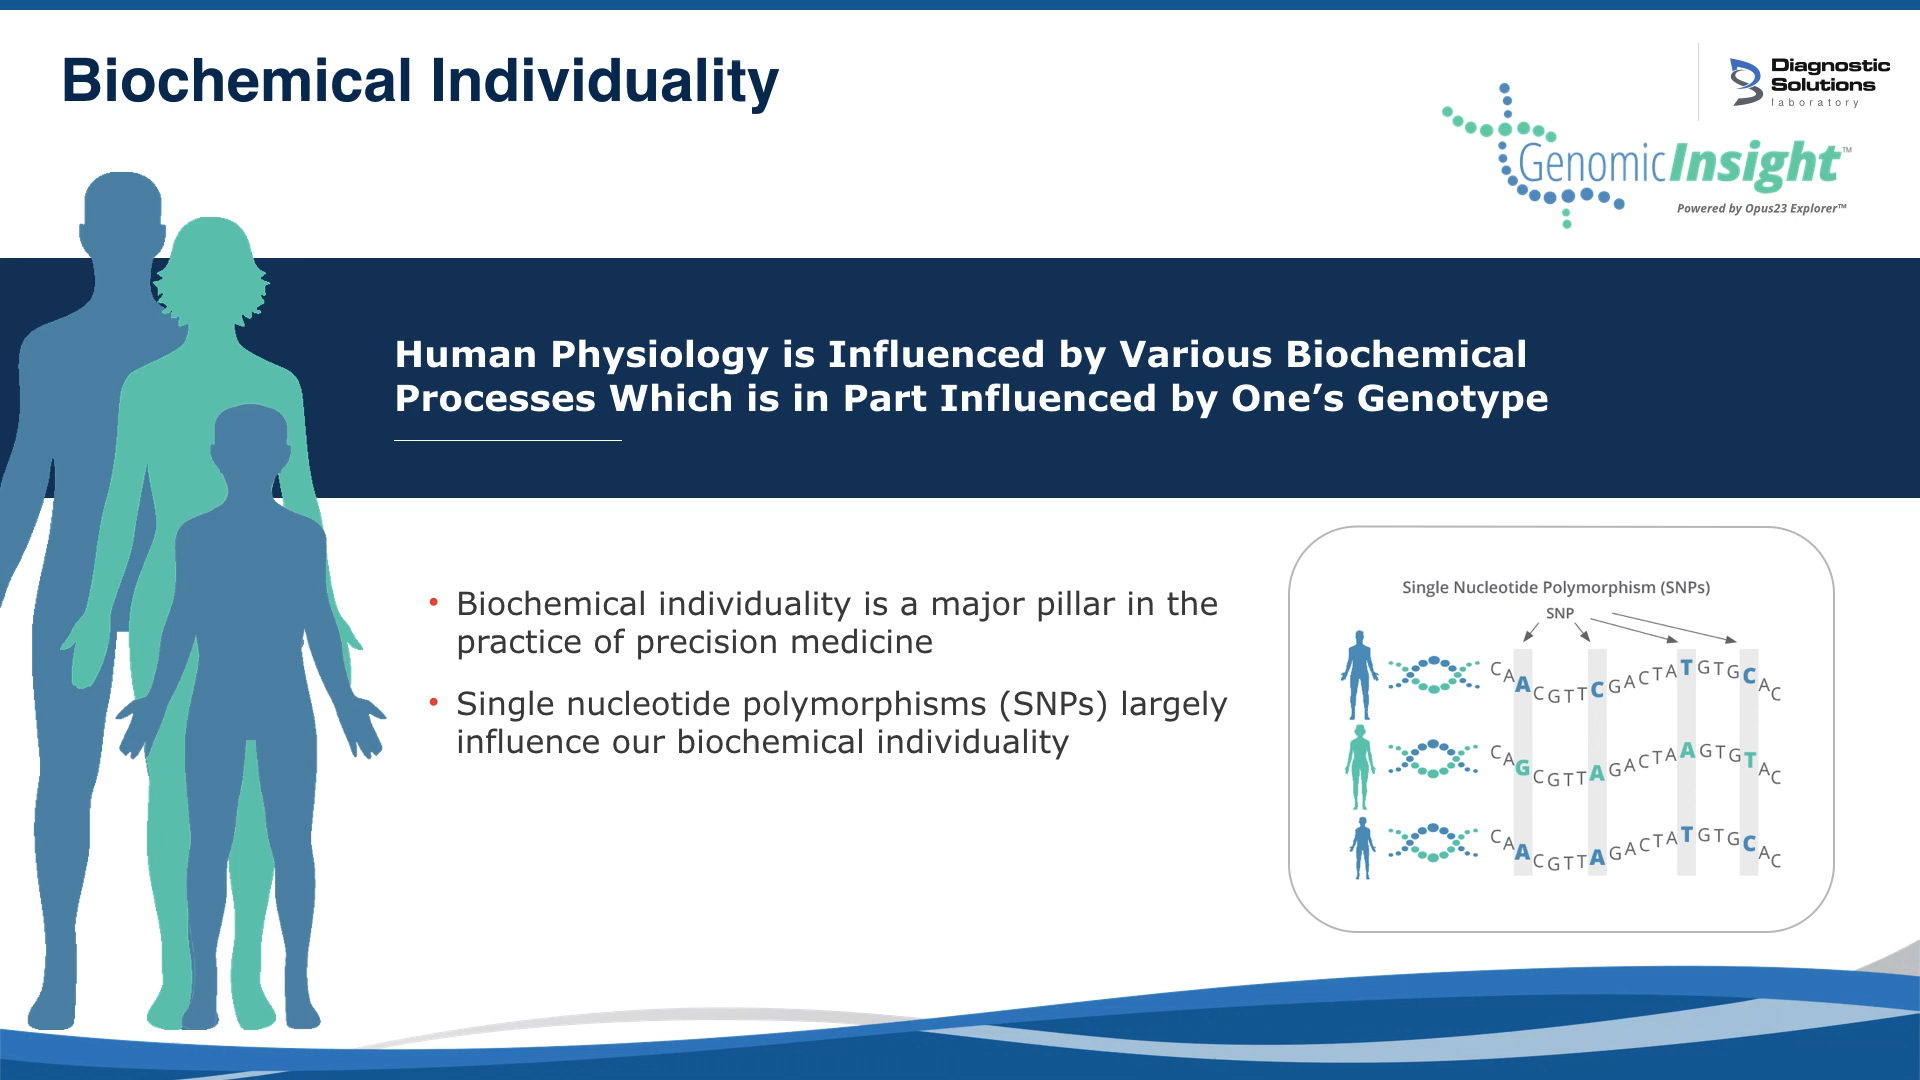 Biochemical Individuality
Diagnostic
Solutions
laboratory
GenomicInsight™
Powered by Opus23 Explorer™
Human Physiology is Influenced by Various Biochemical
Processes Which is in Part Influenced by One’s Genotype
• Biochemical individuality is a major pillar in the
practice of precision medicine
• Single nucleotide polymorphisms (SNPs) largely
influence our biochemical individuality
Single Nucleotide Polymorphism (SNPs)
SNP
CAACGTTCGACTATGTGCAC
CAGCGTTAGACTAAGTGTAC
CAACGTTAGACTATGTGCAC